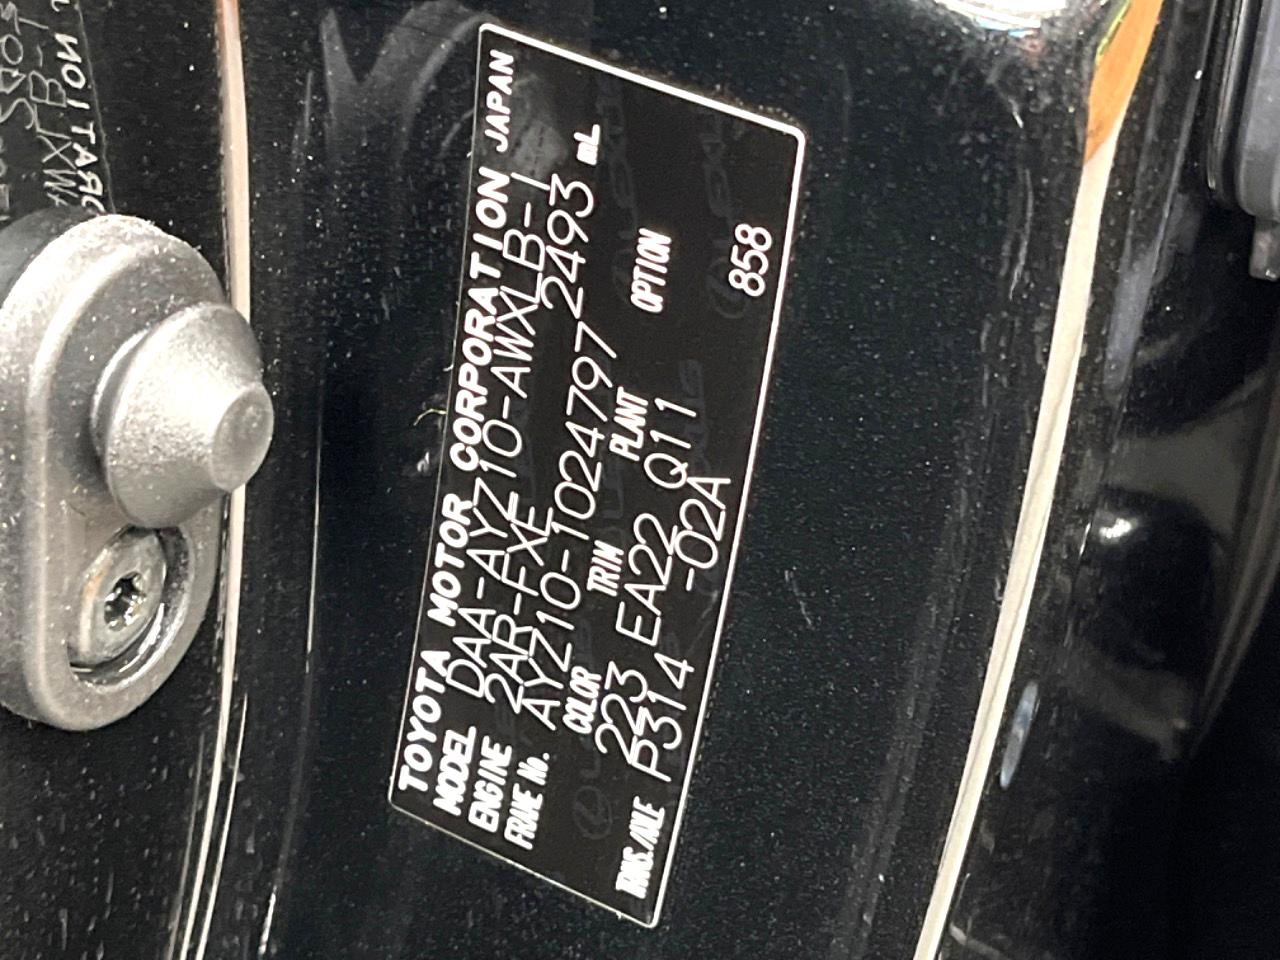 TOYOTA MOTOR CORPORATION JAPAN
MODEL DAA-AYZ10-AWXLB-1
ENGINE 2AR-FXE 2493 mL
FRAME No. AYZ10-1024797
COLOR TRIM PLANT OPTION
223 EA22 Q11
TRANS./AXLE P314 -02A 858